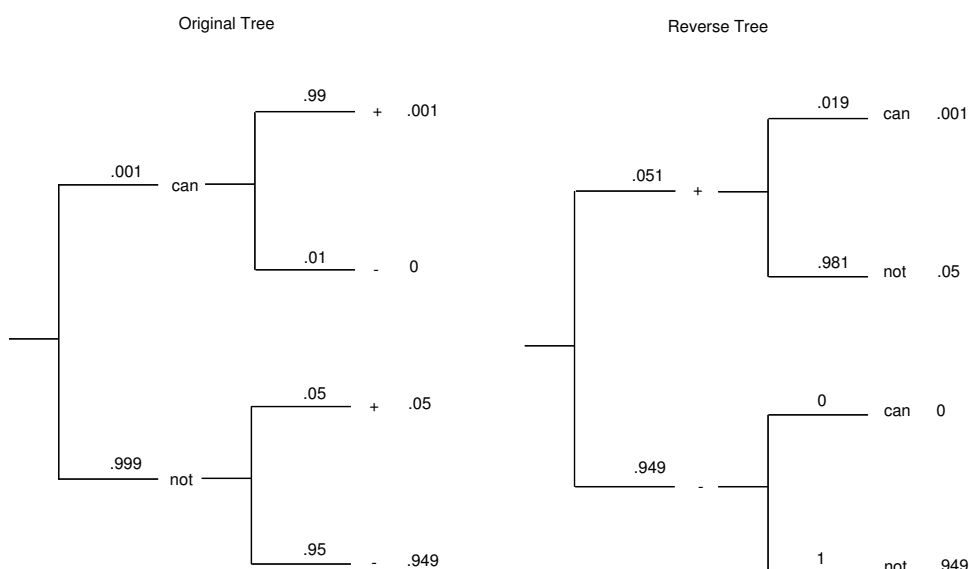 Original Tree
Reverse Tree
.99
+ .001
.001
can
.01
- 0
.05
+ .05
.999
not
.95
- .949
.019
can .001
.051
+
.981
not .05
0
can 0
.949
-
1
not .949